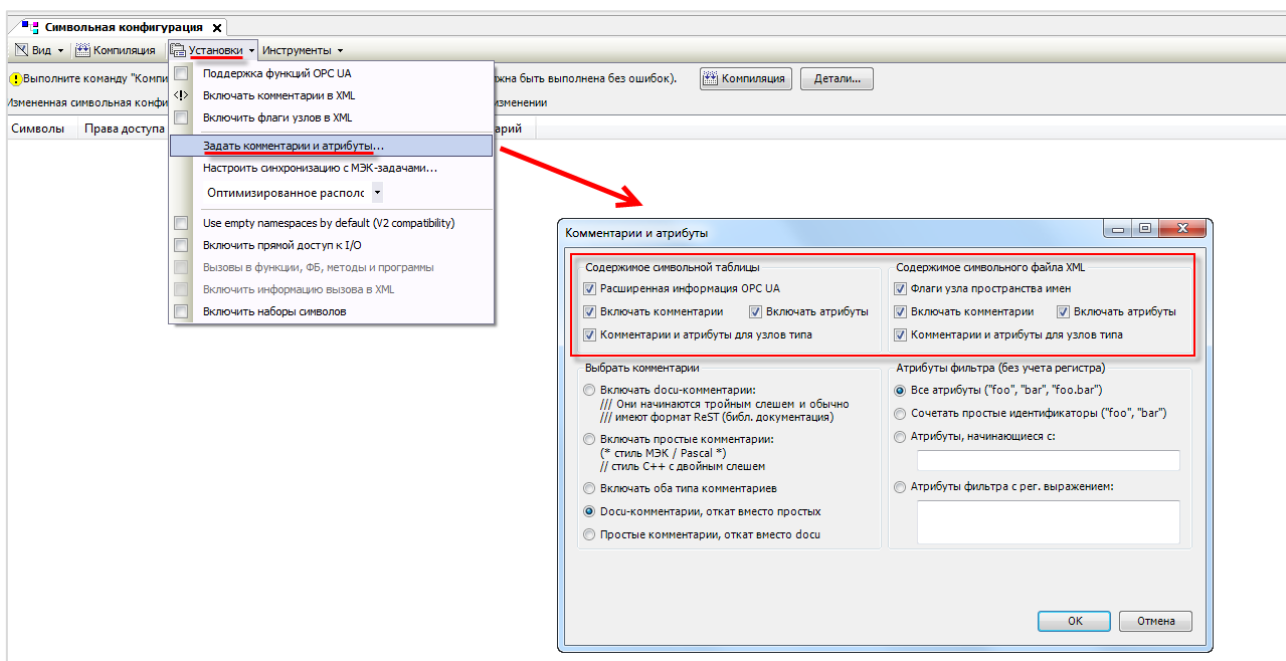 Символьная конфигурация X
Вид Компиляция Установки Инструменты
Выполните команду "Компи жна быть выполнена без ошибок). Компиляция Детали...
Измененная символьная конфи изменении
Символы Права доступа арий
Поддержка функций OPC UA
Включать комментарии в XML
Включить флаги узлов в XML
Задать комментарии и атрибуты...
Настроить синхронизацию с МЭК-задачами...
Оптимизированное располс
Use empty namespaces by default (V2 compatibility)
Включить прямой доступ к I/O
Вызовы в функции, ФБ, методы и программы
Включить информацию вызова в XML
Включить наборы символов
Комментарии и атрибуты
Содержимое символьной таблицы
Расширенная информация OPC UA
Включать комментарии Включать атрибуты
Комментарии и атрибуты для узлов типа
Содержимое символьного файла XML
Флаги узла пространства имен
Включать комментарии Включать атрибуты
Комментарии и атрибуты для узлов типа
Выбрать комментарии
Включать docu-комментарии:
/// Они начинаются тройным слешем и обычно
/// имеют формат ReST (библ. документация)
Включать простые комментарии:
(* стиль МЭК / Pascal *)
// стиль C++ с двойным слешем
Включать оба типа комментариев
Docu-комментарии, откат вместо простых
Простые комментарии, откат вместо docu
Атрибуты фильтра (без учета регистра)
Все атрибуты ("foo", "bar", "foo.bar")
Сочетать простые идентификаторы ("foo", "bar")
Атрибуты, начинающиеся с:
Атрибуты фильтра с рег. выражением:
OK Отмена